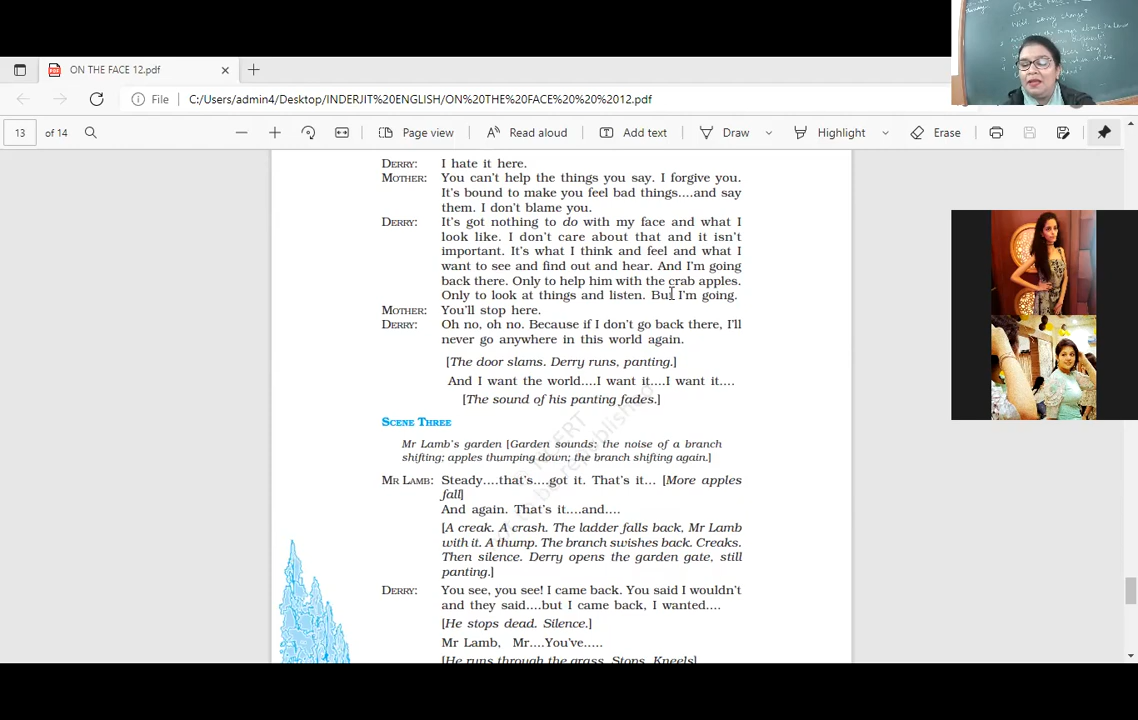 ON THE FACE 12.pdf
File C:/Users/admin4/Desktop/INDERJIT%20ENGLISH/ON%20THE%20FACE%20%20%2012.pdf
13 of 14 Page view Read aloud Add text Draw Highlight Erase
DERRY: I hate it here.
MOTHER: You can't help the things you say. I forgive you.
It's bound to make you feel bad things....and say
them. I don't blame you.
DERRY: It's got nothing to do with my face and what I
look like. I don't care about that and it isn't
important. It's what I think and feel and what I
want to see and find out and hear. And I'm going
back there. Only to help him with the crab apples.
Only to look at things and listen. But I'm going.
MOTHER: You'll stop here.
DERRY: Oh no, oh no. Because if I don't go back there, I'll
never go anywhere in this world again.
[The door slams. Derry runs, panting.]
And I want the world....I want it....I want it....
[The sound of his panting fades.]
SCENE THREE
Mr Lamb's garden [Garden sounds: the noise of a branch
shifting; apples thumping down; the branch shifting again.]
MR LAMB: Steady....that's....got it. That's it... [More apples
fall]
And again. That's it....and....
[A creak. A crash. The ladder falls back, Mr Lamb
with it. A thump. The branch swishes back. Creaks.
Then silence. Derry opens the garden gate, still
panting.]
DERRY: You see, you see! I came back. You said I wouldn't
and they said....but I came back, I wanted....
[He stops dead. Silence.]
Mr Lamb, Mr....You've.....
[He runs through the grass. Stops. Kneels]